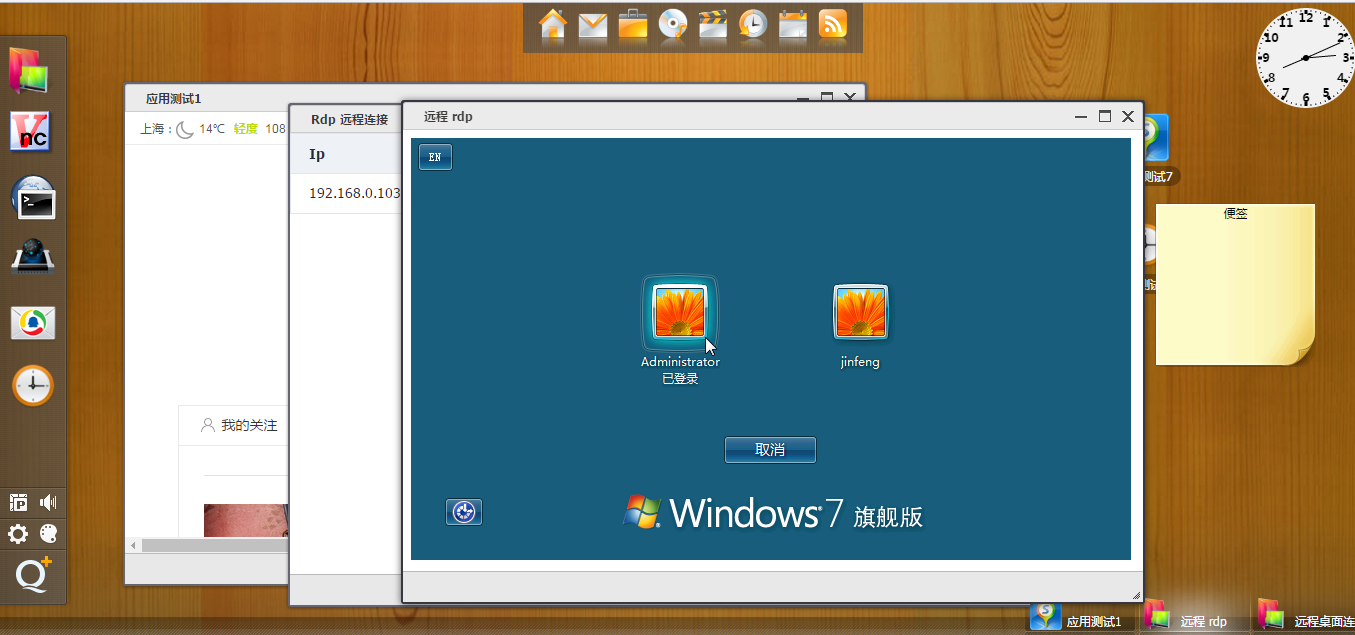 12
11 1
10 2
9 3
8 4
7 5
6
应用测试1
上海： 14℃ 轻度 108
Rdp 远程连接
Ip
192.168.0.103
远程 rdp
EN
Administrator
已登录
jinfeng
取消
Windows 7 旗舰版
我的关注
测试7
便签
测试
Vnc
>_
P
Q+
S
应用测试1
远程 rdp
远程桌面连